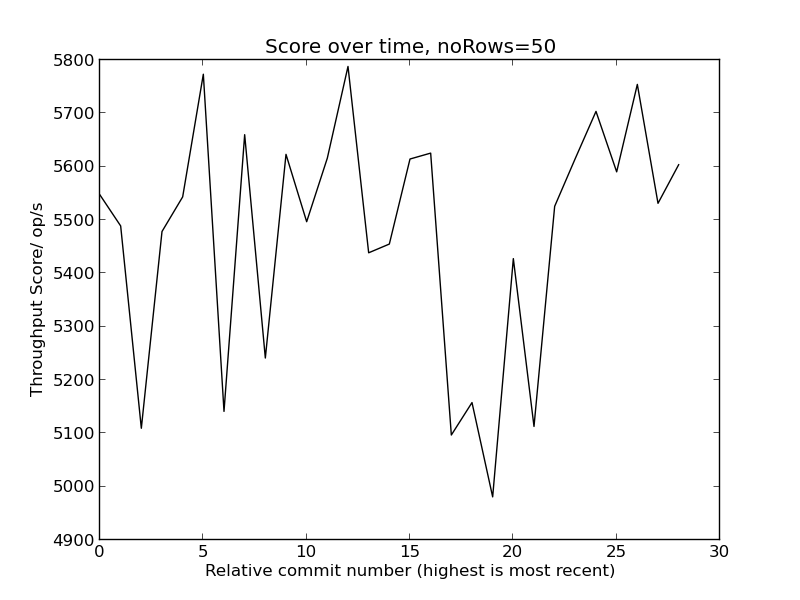 Score over time, noRows=50
5800
5700
5600
5500
5400
5300
5200
5100
5000
4900
Throughput Score/ op/s
0 5 10 15 20 25 30
Relative commit number (highest is most recent)